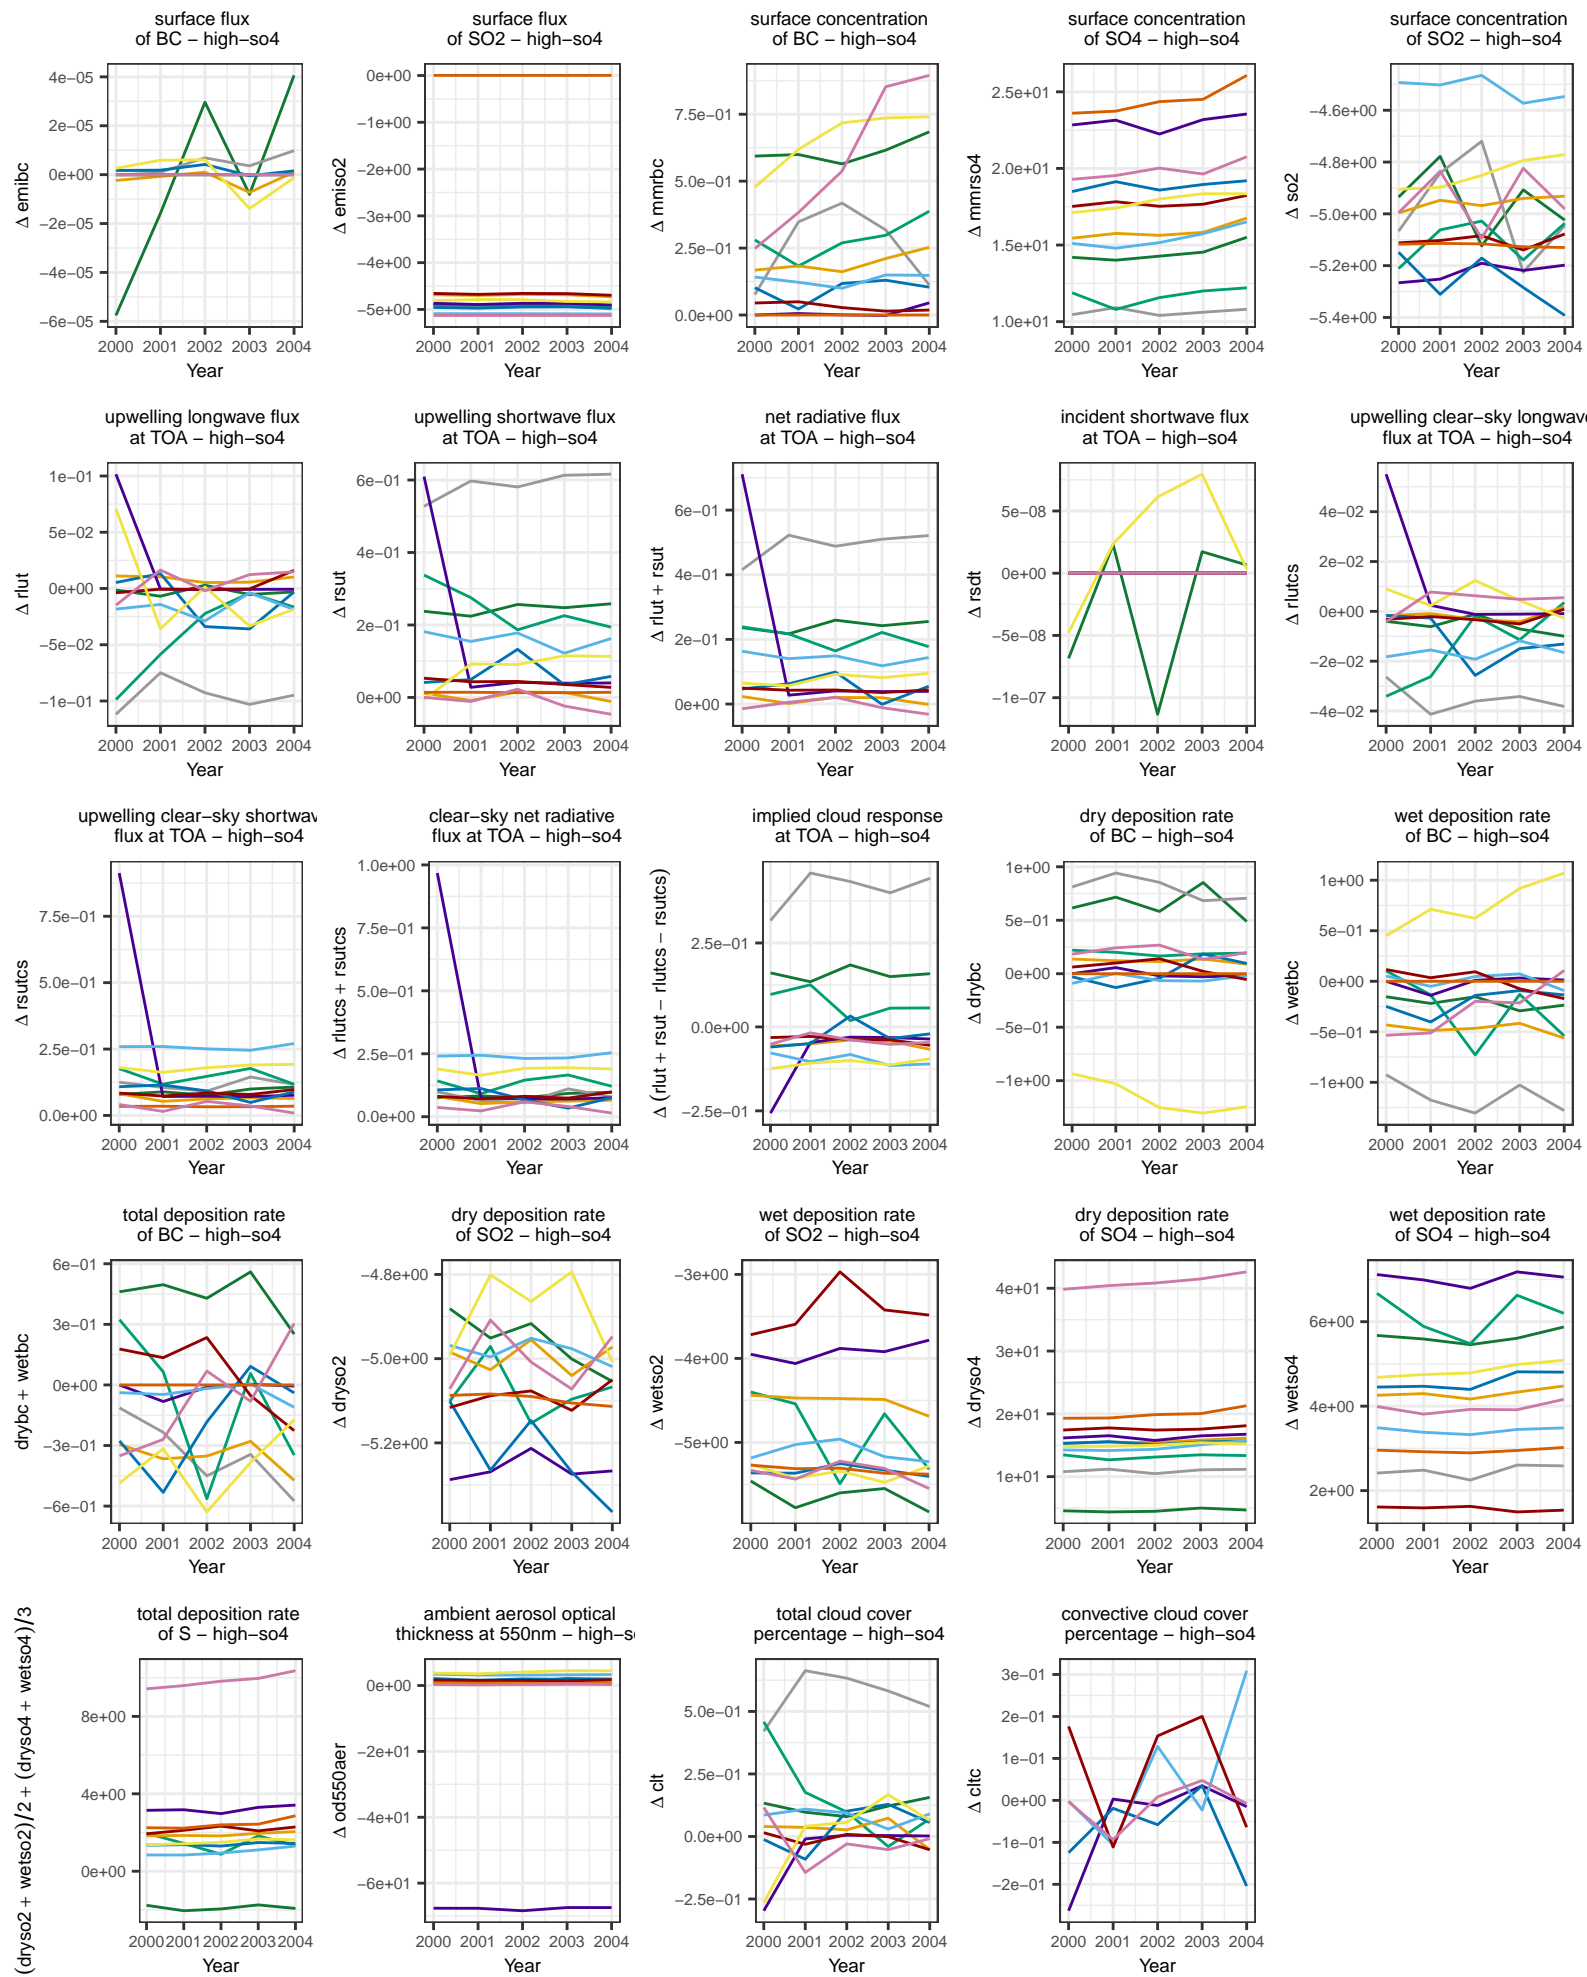 surface flux
of BC − high−so4
surface flux
of SO2 − high−so4
surface concentration
of BC − high−so4
surface concentration
of SO4 − high−so4
surface concentration
of SO2 − high−so4
Δ emibc
4e−05
2e−05
0e+00
−2e−05
−4e−05
−6e−05
2000 2001 2002 2003 2004
Year
Δ emiso2
0e+00
−1e+00
−2e+00
−3e+00
−4e+00
−5e+00
2000 2001 2002 2003 2004
Year
Δ mmrbc
7.5e−01
5.0e−01
2.5e−01
0.0e+00
2000 2001 2002 2003 2004
Year
Δ mmrso4
2.5e+01
2.0e+01
1.5e+01
1.0e+01
2000 2001 2002 2003 2004
Year
Δ so2
−4.6e+00
−4.8e+00
−5.0e+00
−5.2e+00
−5.4e+00
2000 2001 2002 2003 2004
Year
upwelling longwave flux
at TOA − high−so4
upwelling shortwave flux
at TOA − high−so4
net radiative flux
at TOA − high−so4
incident shortwave flux
at TOA − high−so4
upwelling clear−sky longwave
flux at TOA − high−so4
Δ rlut
1e−01
5e−02
0e+00
−5e−02
−1e−01
2000 2001 2002 2003 2004
Year
Δ rsut
6e−01
4e−01
2e−01
0e+00
2000 2001 2002 2003 2004
Year
Δ rlut + rsut
6e−01
4e−01
2e−01
0e+00
2000 2001 2002 2003 2004
Year
Δ rsdt
5e−08
0e+00
−5e−08
−1e−07
2000 2001 2002 2003 2004
Year
Δ rlutcs
4e−02
2e−02
0e+00
−2e−02
−4e−02
2000 2001 2002 2003 2004
Year
upwelling clear−sky shortwav
flux at TOA − high−so4
clear−sky net radiative
flux at TOA − high−so4
implied cloud response
at TOA − high−so4
dry deposition rate
of BC − high−so4
wet deposition rate
of BC − high−so4
Δ rsutcs
7.5e−01
5.0e−01
2.5e−01
0.0e+00
2000 2001 2002 2003 2004
Year
Δ rlutcs + rsutcs
1.0e+00
7.5e−01
5.0e−01
2.5e−01
0.0e+00
2000 2001 2002 2003 2004
Year
Δ (rlut + rsut − rlutcs − rsutcs)
2.5e−01
0.0e+00
−2.5e−01
2000 2001 2002 2003 2004
Year
Δ drybc
1e+00
5e−01
0e+00
−5e−01
−1e+00
2000 2001 2002 2003 2004
Year
Δ wetbc
1e+00
5e−01
0e+00
−5e−01
−1e+00
2000 2001 2002 2003 2004
Year
total deposition rate
of BC − high−so4
dry deposition rate
of SO2 − high−so4
wet deposition rate
of SO2 − high−so4
dry deposition rate
of SO4 − high−so4
wet deposition rate
of SO4 − high−so4
drybc + wetbc
6e−01
3e−01
0e+00
−3e−01
−6e−01
2000 2001 2002 2003 2004
Year
Δ dryso2
−4.8e+00
−5.0e+00
−5.2e+00
2000 2001 2002 2003 2004
Year
Δ wetso2
−3e+00
−4e+00
−5e+00
2000 2001 2002 2003 2004
Year
Δ dryso4
4e+01
3e+01
2e+01
1e+01
2000 2001 2002 2003 2004
Year
Δ wetso4
6e+00
4e+00
2e+00
2000 2001 2002 2003 2004
Year
total deposition rate
of S − high−so4
ambient aerosol optical
thickness at 550nm − high−so
total cloud cover
percentage − high−so4
convective cloud cover
percentage − high−so4
(dryso2 + wetso2)/2 + (dryso4 + wetso4)/3
8e+00
4e+00
0e+00
2000 2001 2002 2003 2004
Year
Δ od550aer
0e+00
−2e+01
−4e+01
−6e+01
2000 2001 2002 2003 2004
Year
Δ clt
5.0e−01
2.5e−01
0.0e+00
−2.5e−01
2000 2001 2002 2003 2004
Year
Δ cltc
3e−01
2e−01
1e−01
0e+00
−1e−01
−2e−01
2000 2001 2002 2003 2004
Year